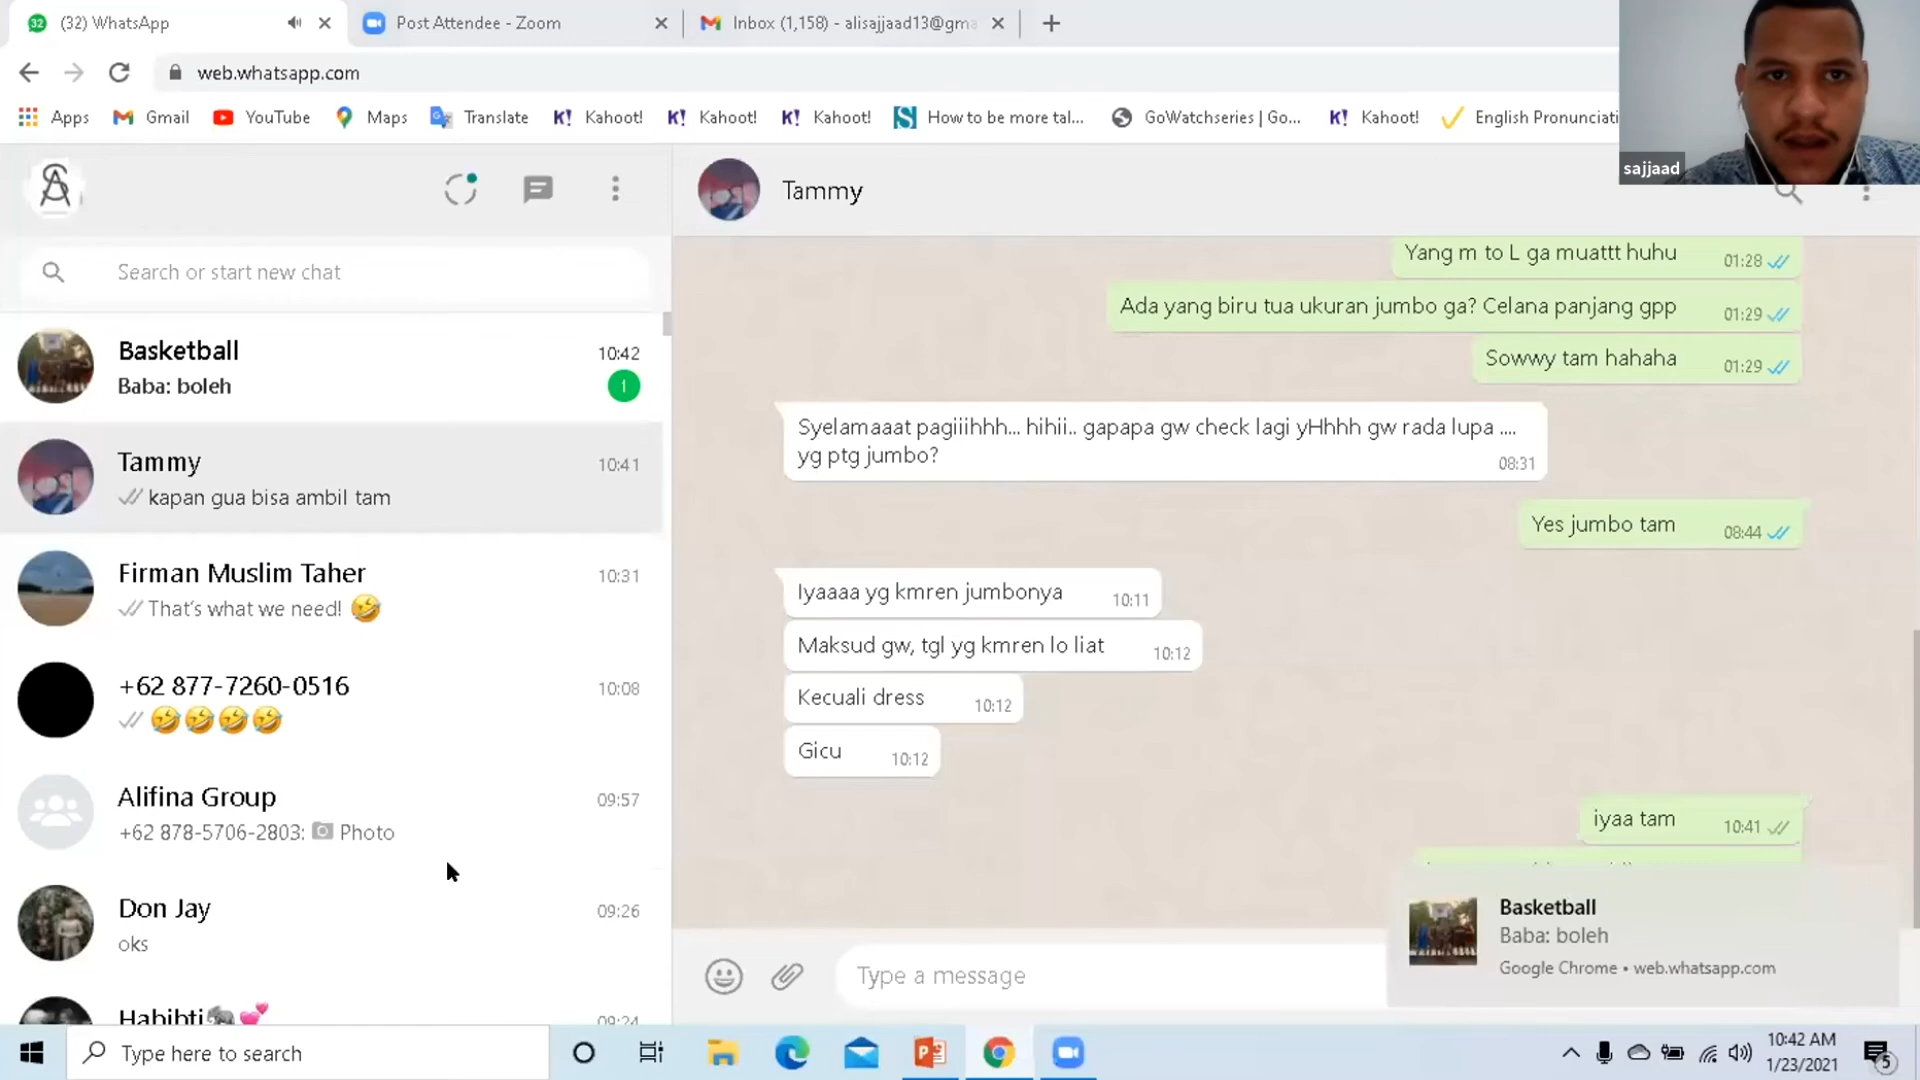 (32) WhatsApp
Post Attendee - Zoom
Inbox (1,158) - alisajjaad13@gma
web.whatsapp.com
Apps
Gmail
YouTube
Maps
Translate
Kahoot!
Kahoot!
Kahoot!
How to be more tal...
GoWatchseries | Go...
Kahoot!
English Pronunciati
sajjaad
Search or start new chat
Basketball
10:42
Baba: boleh
1
Tammy
10:41
kapan gua bisa ambil tam
Firman Muslim Taher
10:31
That's what we need! 🤣
+62 877-7260-0516
10:08
🤣🤣🤣🤣
Alifina Group
09:57
+62 878-5706-2803: Photo
Don Jay
09:26
oks
Habibti🐘💕
09:24
Tammy
Yang m to L ga muattt huhu
01:28
Ada yang biru tua ukuran jumbo ga? Celana panjang gpp
01:29
Sowwy tam hahaha
01:29
Syelamaaat pagiiihhh... hihii.. gapapa gw check lagi yHhhh gw rada lupa ....
yg ptg jumbo?
08:31
Yes jumbo tam
08:44
Iyaaaa yg kmren jumbonya
10:11
Maksud gw, tgl yg kmren lo liat
10:12
Kecuali dress
10:12
Gicu
10:12
iyaa tam
10:41
Basketball
Baba: boleh
Google Chrome • web.whatsapp.com
Type a message
Type here to search
10:42 AM
1/23/2021
5